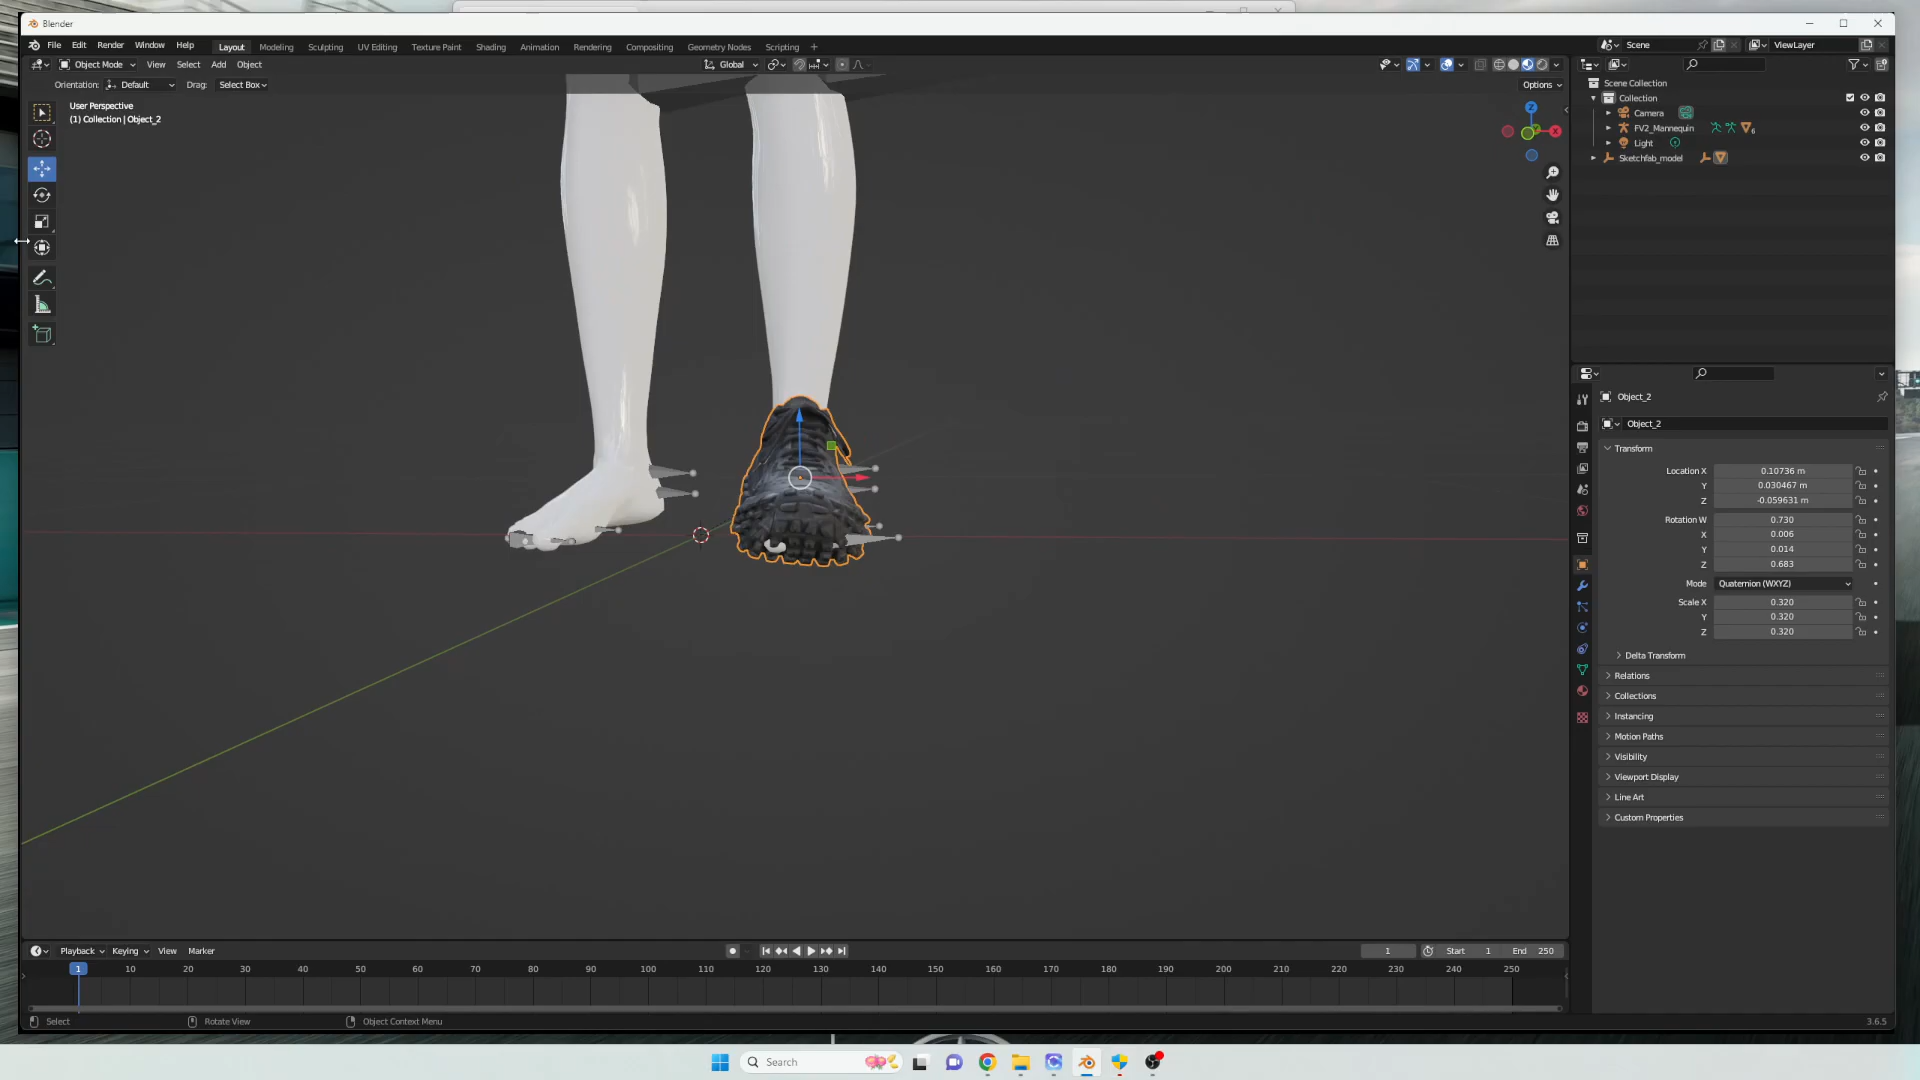 Blender
File Edit Render Window Help Layout Modeling Sculpting UV Editing Texture Paint Shading Animation Rendering Compositing Geometry Nodes Scripting + Scene ViewLayer
Object Mode View Select Add Object Global
Orientation: Default Drag: Select Box Options
User Perspective
(1) Collection | Object_2
Z
X
Scene Collection
Collection
Camera
FV2_Mannequin 6
Light
Sketchfab_model
Object_2
Object_2
Transform
Location X 0.10736 m
Y 0.030467 m
Z -0.059631 m
Rotation W 0.730
X 0.006
Y 0.014
Z 0.683
Mode Quaternion (WXYZ)
Scale X 0.320
Y 0.320
Z 0.320
Delta Transform
Relations
Collections
Instancing
Motion Paths
Visibility
Viewport Display
Line Art
Custom Properties
Playback Keying View Marker 1 Start 1 End 250
1 10 20 30 40 50 60 70 80 90 100 110 120 130 140 150 160 170 180 190 200 210 220 230 240 250
Select Rotate View Object Context Menu 3.6.5
Search